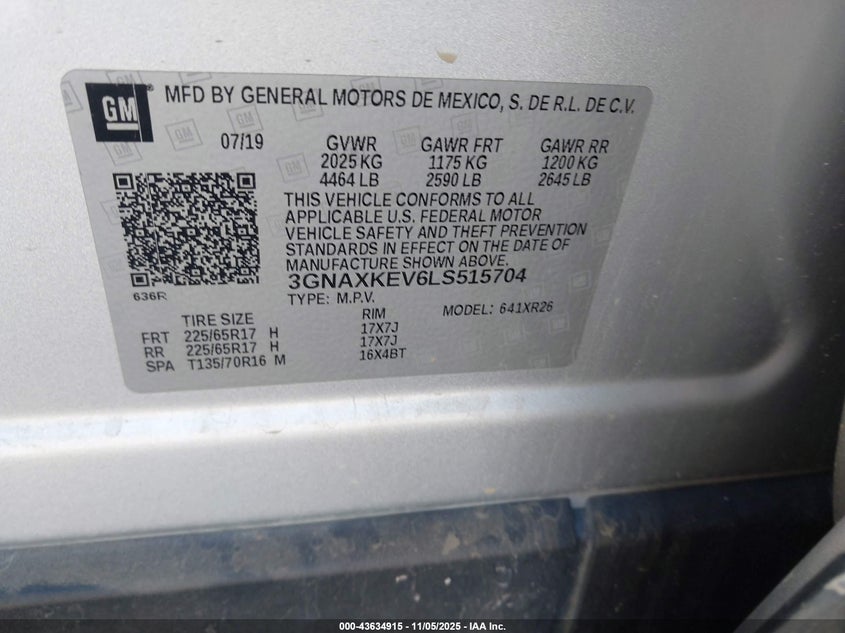 GM
MFD BY GENERAL MOTORS DE MEXICO, S. DE R.L. DE C.V.
07/19 GVWR GAWR FRT GAWR RR
2025 KG 1175 KG 1200 KG
4464 LB 2590 LB 2645 LB
THIS VEHICLE CONFORMS TO ALL
APPLICABLE U.S. FEDERAL MOTOR
VEHICLE SAFETY AND THEFT PREVENTION
STANDARDS IN EFFECT ON THE DATE OF
MANUFACTURE SHOWN ABOVE.
3GNAXKEV6LS515704
636R
TYPE: M.P.V. MODEL: 641XR26
TIRE SIZE RIM
FRT 225/65R17 H 17X7J
RR 225/65R17 H 17X7J
SPA T135/70R16 M 16X4BT
000-43634915 - 11/05/2025 - IAA Inc.